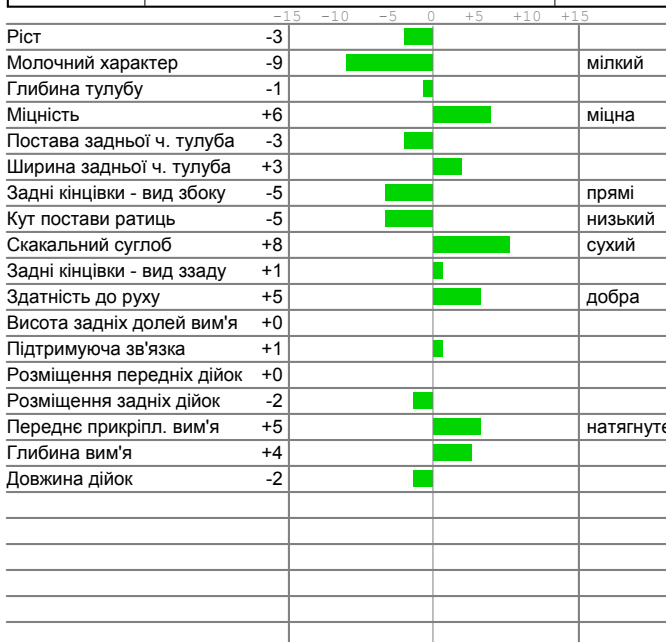 -15 -10 -5 0 +5 +10 +15
Ріст -3
Молочний характер -9 мілкий
Глибина тулубу -1
Міцність +6 міцна
Постава задньої ч. тулуба -3
Ширина задньої ч. тулуба +3
Задні кінцівки - вид збоку -5 прямі
Кут постави ратиць -5 низький
Скакальний суглоб +8 сухий
Задні кінцівки - вид ззаду +1
Здатність до руху +5 добра
Висота задніх долей вим'я +0
Підтримуюча зв'язка +1
Розміщення передніх дійок +0
Розміщення задніх дійок -2
Переднє прикріпл. вим'я +5 натягнуте
Глибина вим'я +4
Довжина дійок -2